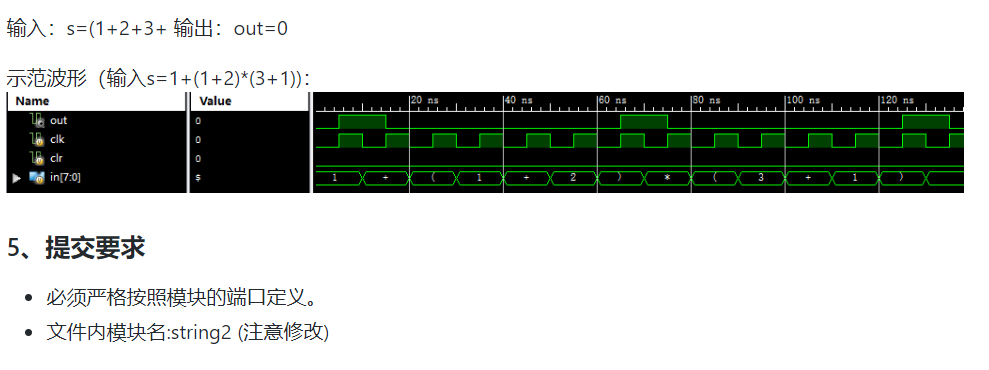 输入：s=(1+2+3+ 输出：out=0
示范波形（输入s=1+(1+2)*(3+1)）：
Name Value 20 ns 40 ns 60 ns 80 ns 100 ns 120 ns
out 0
clk 0
clr 0
in[7:0] $ 1 + ( 1 + 2 ) * ( 3 + 1 )
5、提交要求
• 必须严格按照模块的端口定义。
• 文件内模块名:string2 (注意修改)